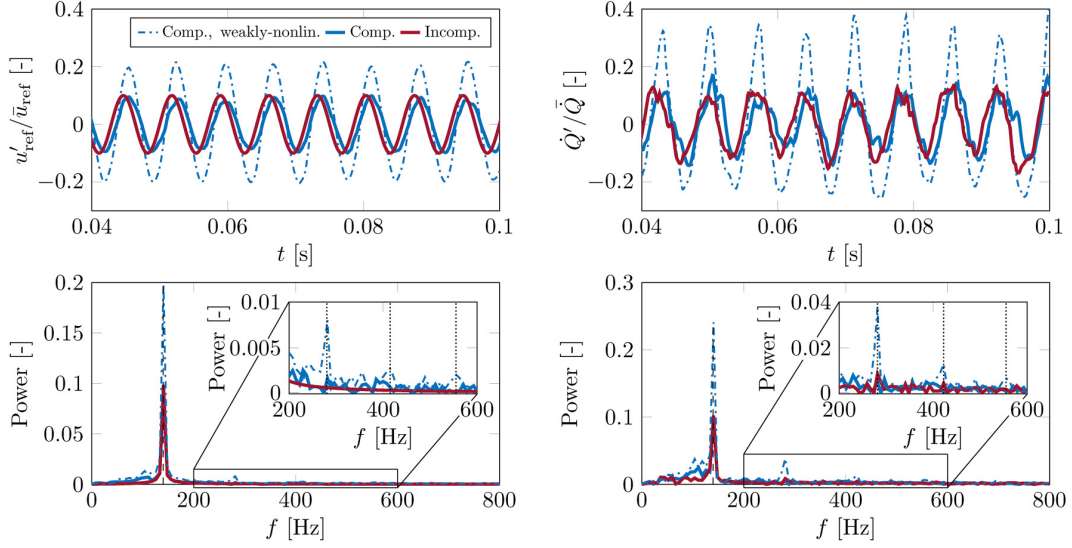 0.4
0.2
0
−0.2
u′ref/ūref [-]
Comp., weakly-nonlin. Comp. Incomp.
0.04 0.06 0.08 0.1
t [s]
0.4
0.2
0
−0.2
Q̇′/Q̇̄ [-]
0.04 0.06 0.08 0.1
t [s]
0.2
0.15
0.1
0.05
0
Power [-]
0 200 400 600 800
f [Hz]
0.01
0.005
0
Power [-]
200 400 600
f [Hz]
0.3
0.2
0.1
0
Power [-]
0 200 400 600 800
f [Hz]
0.04
0.02
0
Power [-]
200 400 600
f [Hz]